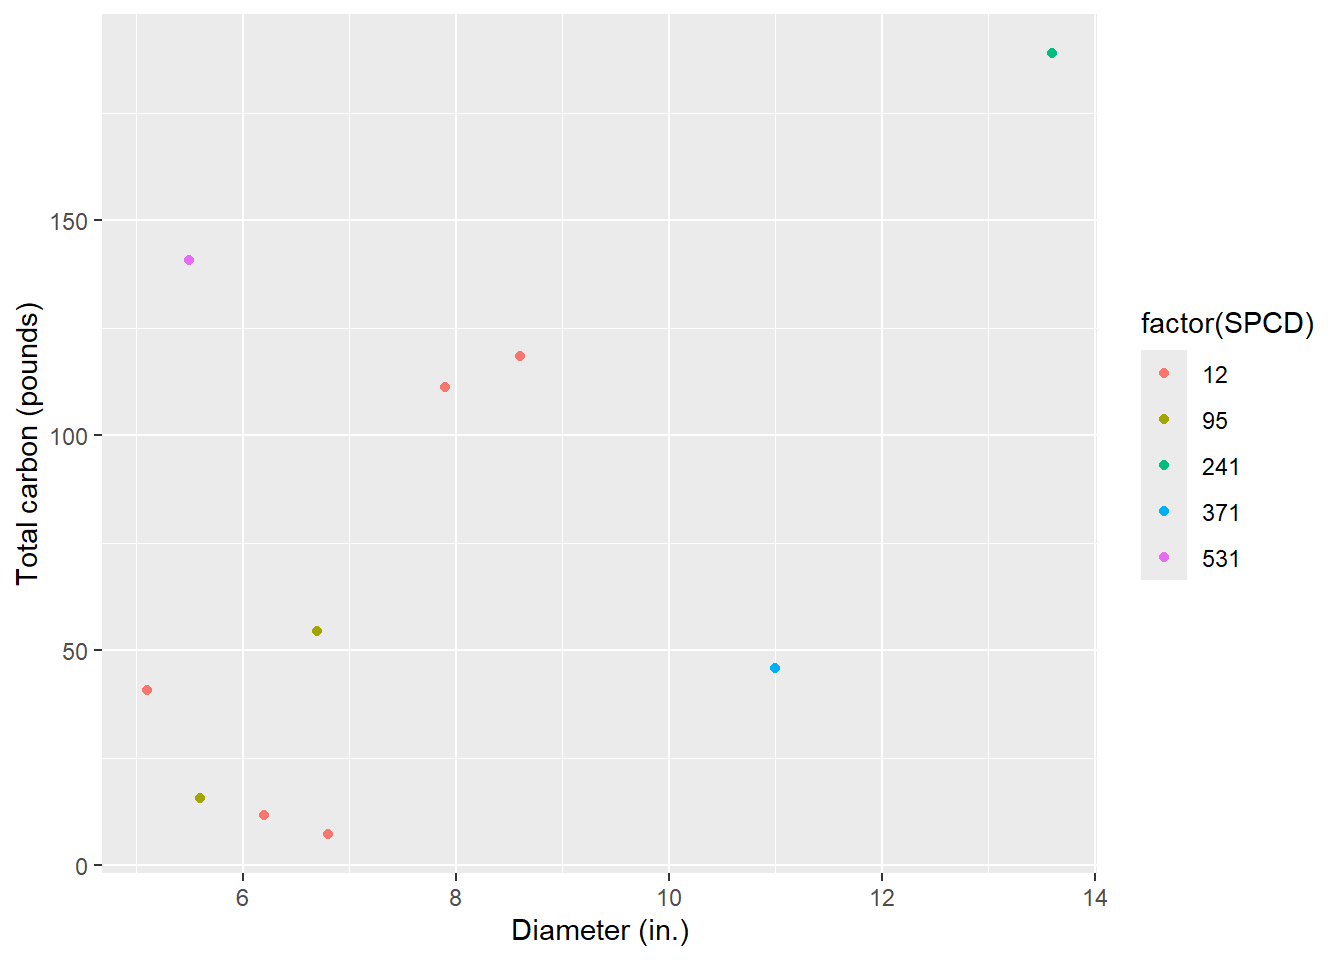 150
100
50
0
Total carbon (pounds)
6 8 10 12 14
Diameter (in.)
factor(SPCD)
12
95
241
371
531